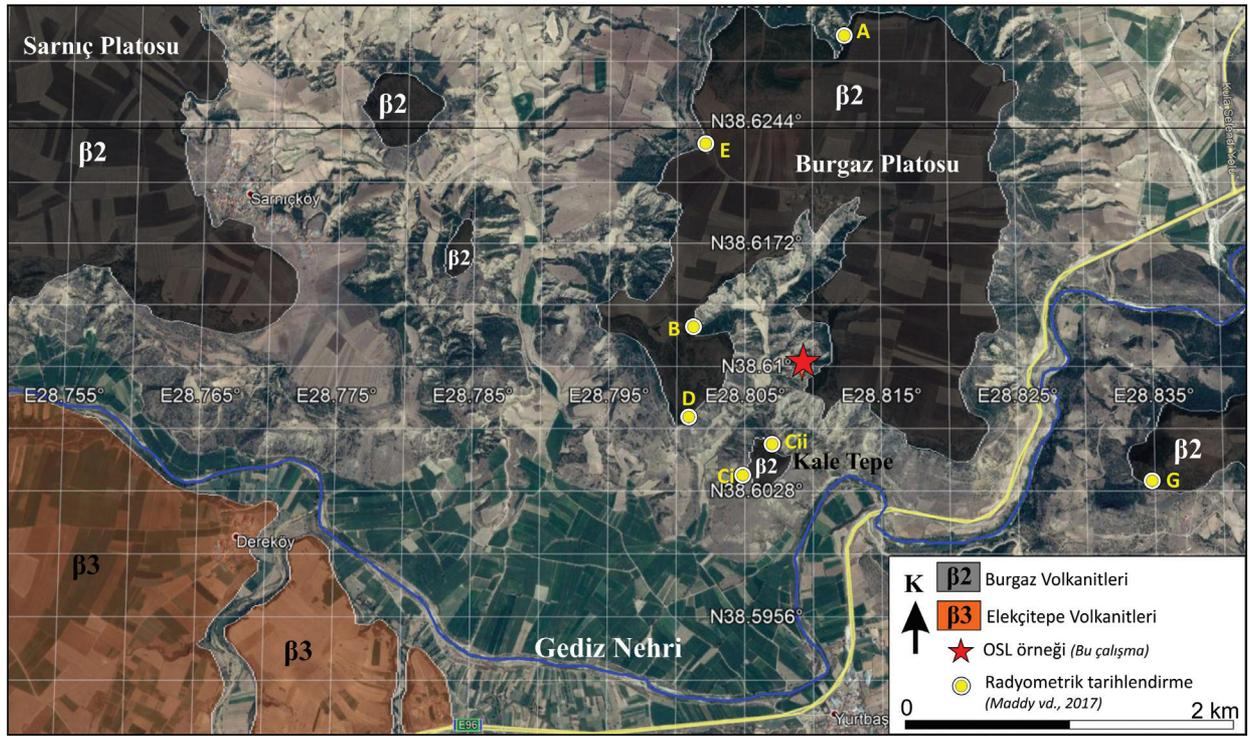 Sarnıç Platosu
A
β2
β2
N38.6244°
β2
E
Burgaz Platosu
Sarnıçköy
N38.6172°
β2
B
N38.61°
E28.755°
E28.765°
E28.775°
E28.785°
E28.795°
E28.805°
E28.815°
E28.825°
E28.835°
D
Cii
β2
Kale Tepe
Ci
β2
G
N38.6028°
Dereköy
β3
N38.5956°
β3
Gediz Nehri
E96
Yurtbaş
K
β2 Burgaz Volkanitleri
β3 Elekçitepe Volkanitleri
OSL örneği (Bu çalışma)
Radyometrik tarihlendirme
(Maddy vd., 2017)
0
2 km